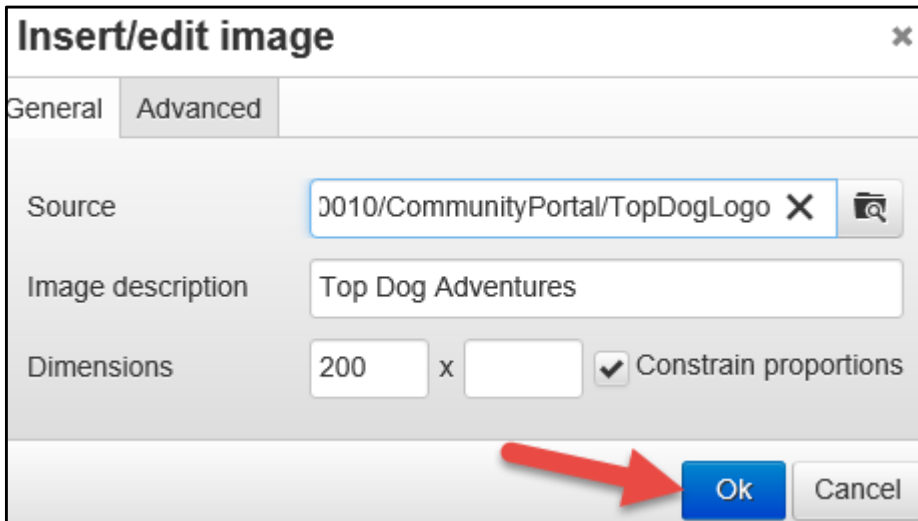 Insert/edit image
General Advanced
Source 0010/CommunityPortal/TopDogLogo
Image description Top Dog Adventures
Dimensions 200 x Constrain proportions
Ok Cancel